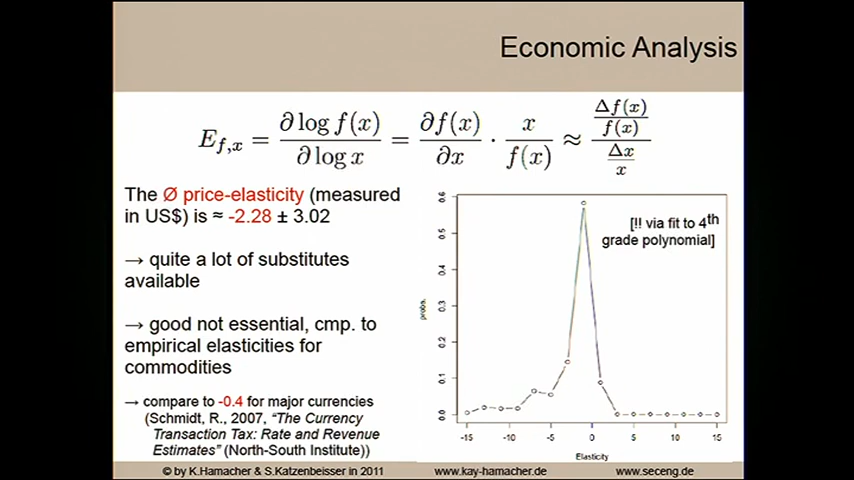 Economic Analysis
E_{f,x} = ∂ log f(x) / ∂ log x = ∂f(x) / ∂x · x / f(x) ≈ (Δf(x) / f(x)) / (Δx / x)
The Ø price-elasticity (measured
in US$) is ≈ -2.28 ± 3.02
→ quite a lot of substitutes
available
→ good not essential, cmp. to
empirical elasticities for
commodities
→ compare to -0.4 for major currencies
(Schmidt, R., 2007, “The Currency
Transaction Tax: Rate and Revenue
Estimates” (North-South Institute))
[!! via fit to 4th
grade polynomial]
probs.
0.6
0.5
0.4
0.3
0.2
0.1
0.0
-15 -10 -5 0 5 10 15
Elasticity
© by K.Hamacher & S.Katzenbeisser in 2011 www.kay-hamacher.de www.seceng.de